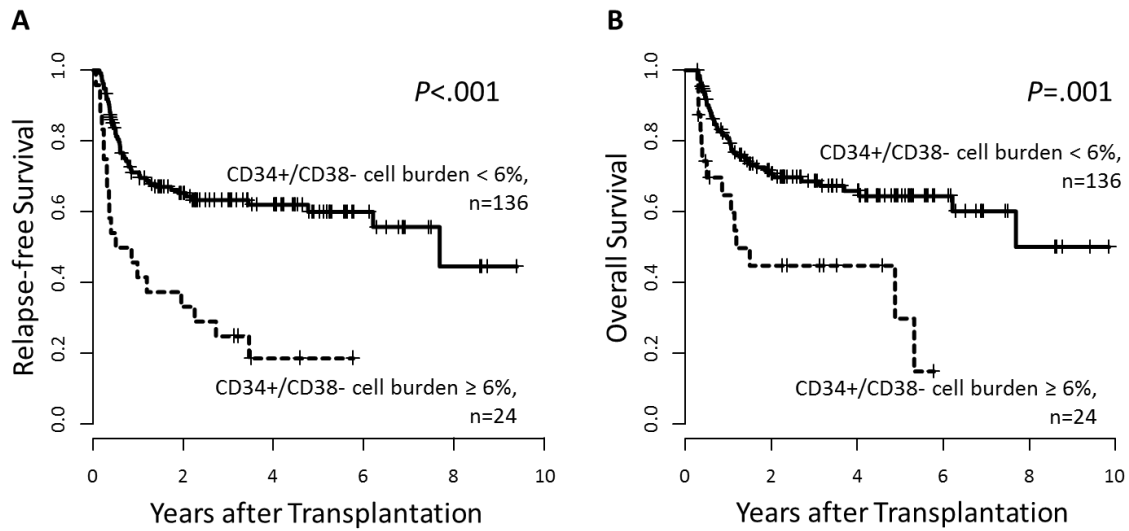 A
Relapse-free Survival
1.0
0.8
0.6
0.4
0.2
0.0
P<.001
CD34+/CD38- cell burden < 6%,
n=136
CD34+/CD38- cell burden ≥ 6%,
n=24
0 2 4 6 8 10
Years after Transplantation
B
Overall Survival
1.0
0.8
0.6
0.4
0.2
0.0
P=.001
CD34+/CD38- cell burden < 6%,
n=136
CD34+/CD38- cell burden ≥ 6%,
n=24
0 2 4 6 8 10
Years after Transplantation